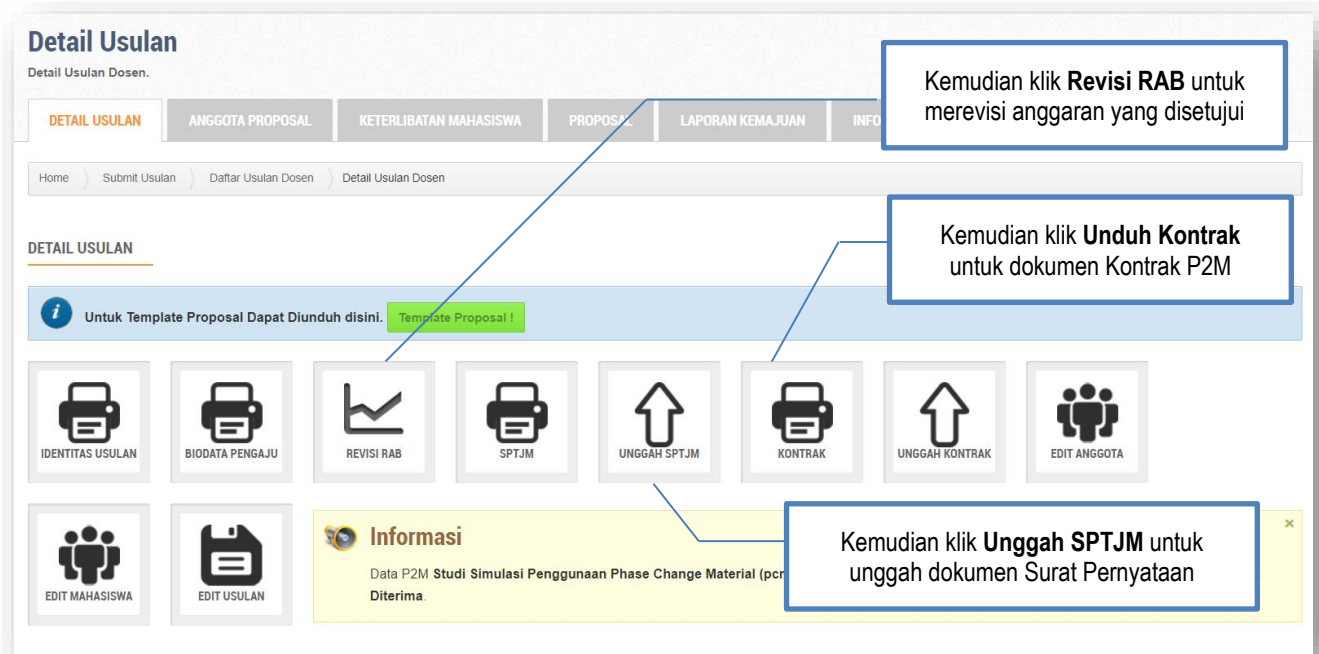 Detail Usulan
Detail Usulan Dosen.
Kemudian klik Revisi RAB untuk
merevisi anggaran yang disetujui
DETAIL USULAN
ANGGOTA PROPOSAL
KETERLIBATAN MAHASISWA
PROPOSAL
LAPORAN KEMAJUAN
Home
Submit Usulan
Daftar Usulan Dosen
Detail Usulan Dosen
Kemudian klik Unduh Kontrak
untuk dokumen Kontrak P2M
DETAIL USULAN
Untuk Template Proposal Dapat Diunduh disini.
Template Proposal !
IDENTITAS USULAN
BIODATA PENGAJU
REVISI RAB
SPTJM
UNGGAH SPTJM
KONTRAK
UNGGAH KONTRAK
EDIT ANGGOTA
EDIT MAHASISWA
EDIT USULAN
Informasi
Data P2M Studi Simulasi Penggunaan Phase Change Material
Diterima.
Kemudian klik Unggah SPTJM untuk
unggah dokumen Surat Pernyataan